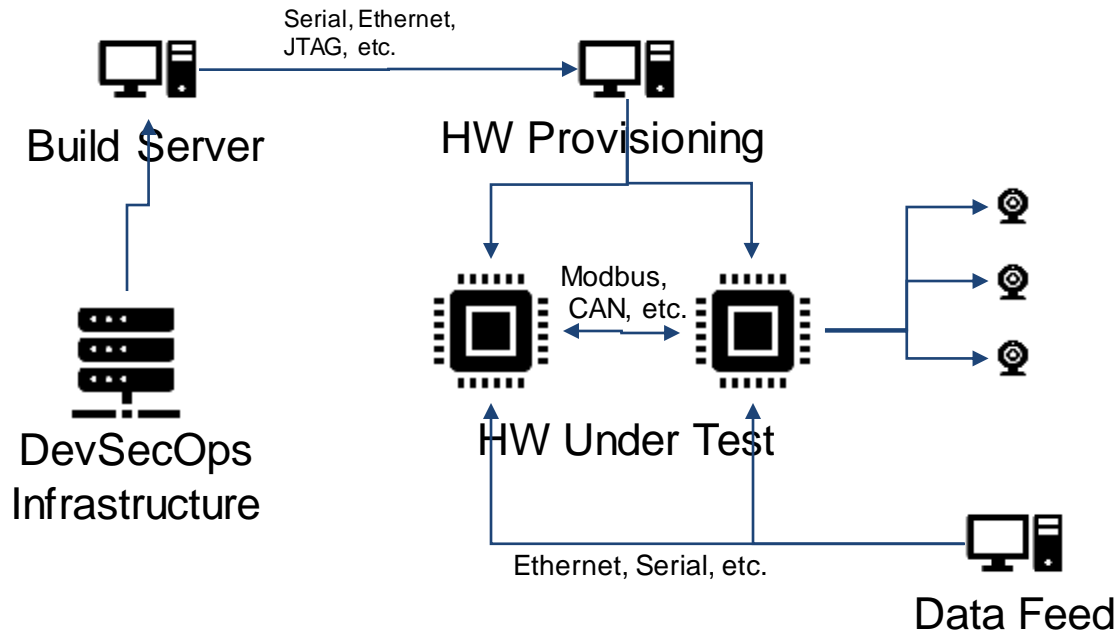 Serial, Ethernet,
JTAG, etc.
Build Server
HW Provisioning
Modbus,
CAN, etc.
HW Under Test
DevSecOps
Infrastructure
Ethernet, Serial, etc.
Data Feed